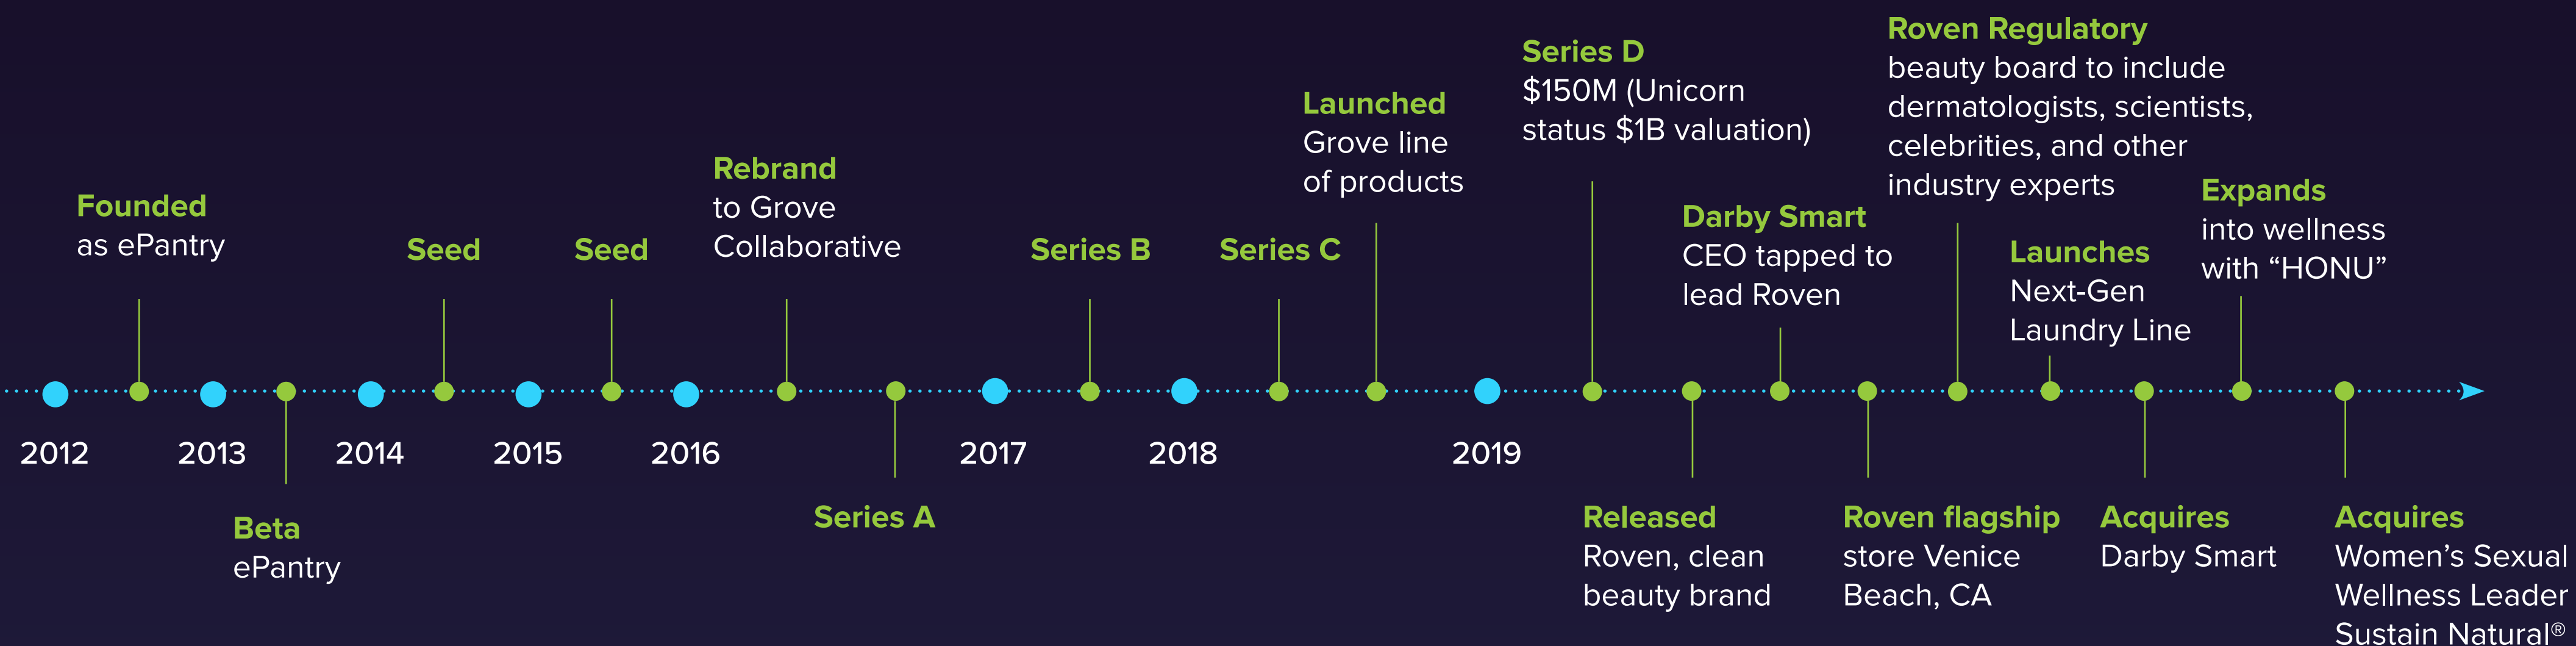 Founded
as ePantry
2012
2013
Beta
ePantry
2014
Seed
2015
Seed
2016
Rebrand
to Grove
Collaborative
Series A
2017
Series B
2018
Series C
Launched
Grove line
of products
2019
Series D
$150M (Unicorn
status $1B valuation)
Released
Roven, clean
beauty brand
Darby Smart
CEO tapped to
lead Roven
Roven flagship
store Venice
Beach, CA
Roven Regulatory
beauty board to include
dermatologists, scientists,
celebrities, and other
industry experts
Launches
Next-Gen
Laundry Line
Acquires
Darby Smart
Expands
into wellness
with “HONU”
Acquires
Women’s Sexual
Wellness Leader
Sustain Natural®